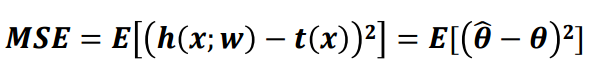 MSE = E[(h(x; w) − t(x))²] = E[(θ̂ − θ)²]